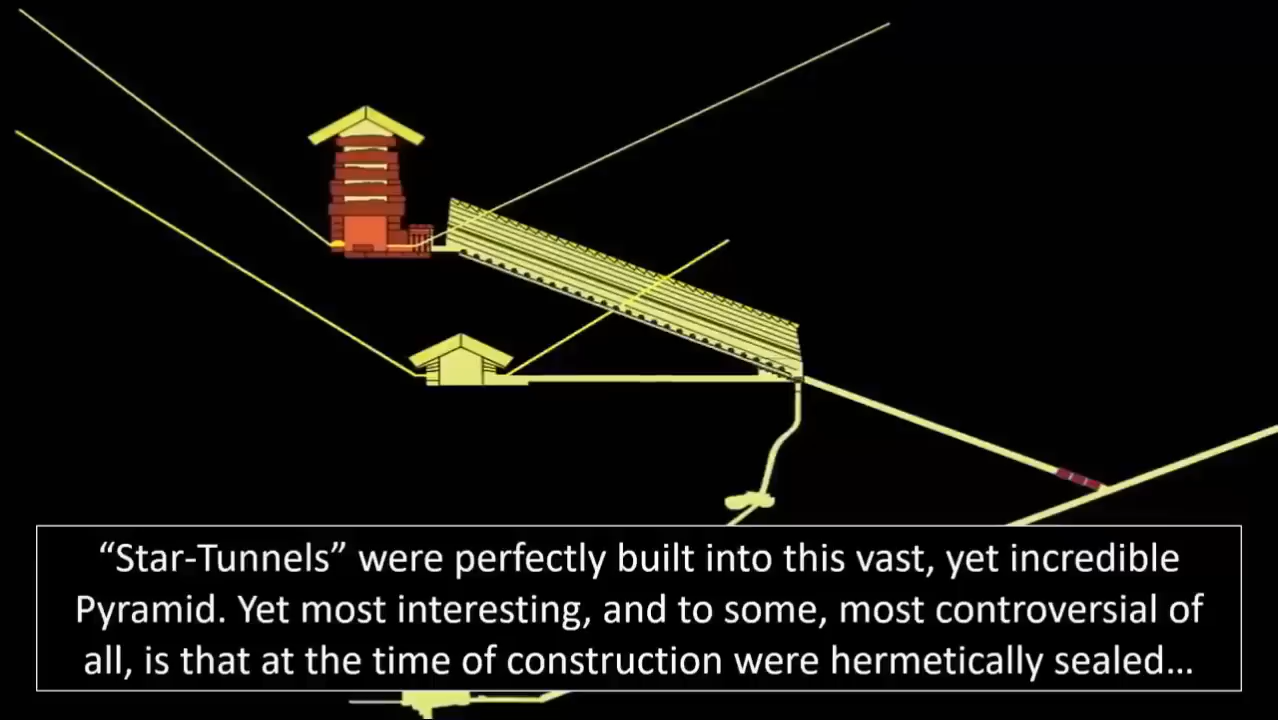 “Star-Tunnels” were perfectly built into this vast, yet incredible
Pyramid. Yet most interesting, and to some, most controversial of
all, is that at the time of construction were hermetically sealed...